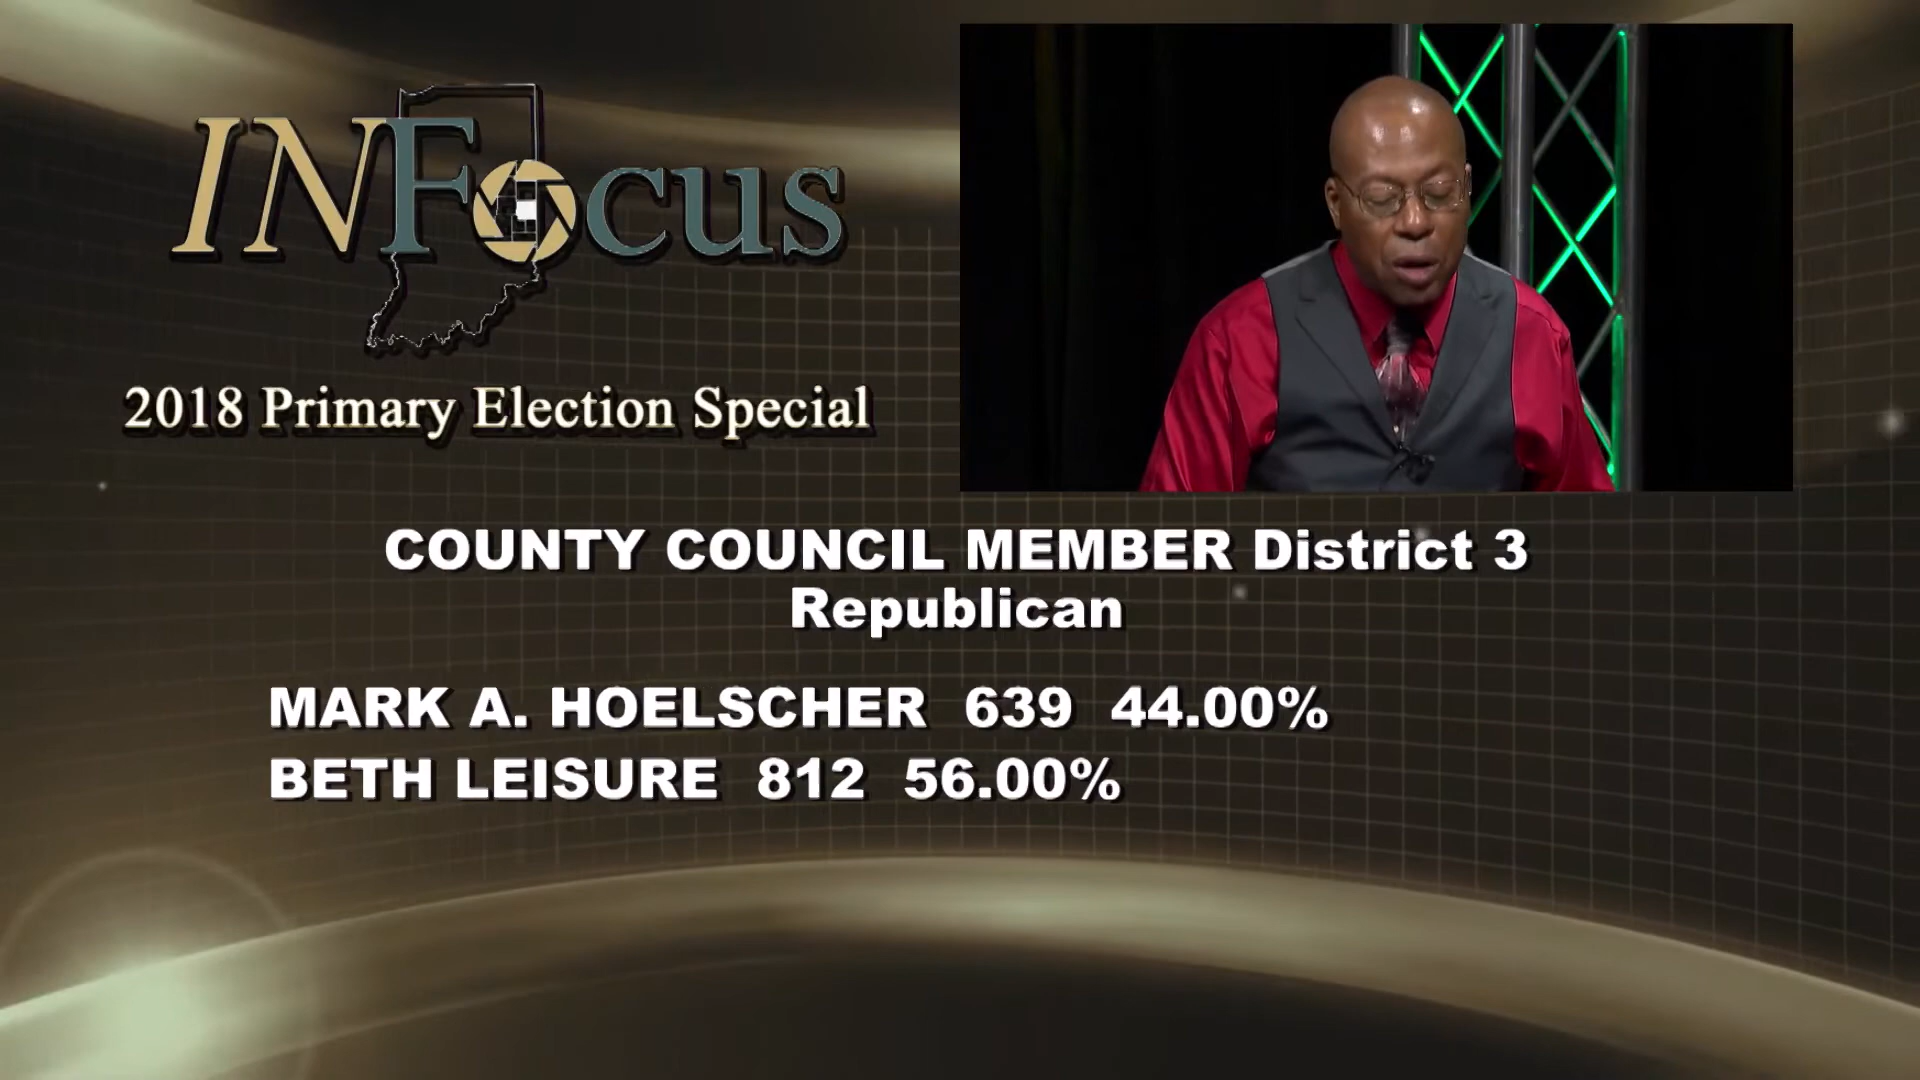 INFocus
2018 Primary Election Special
COUNTY COUNCIL MEMBER District 3
Republican
MARK A. HOELSCHER 639 44.00%
BETH LEISURE 812 56.00%